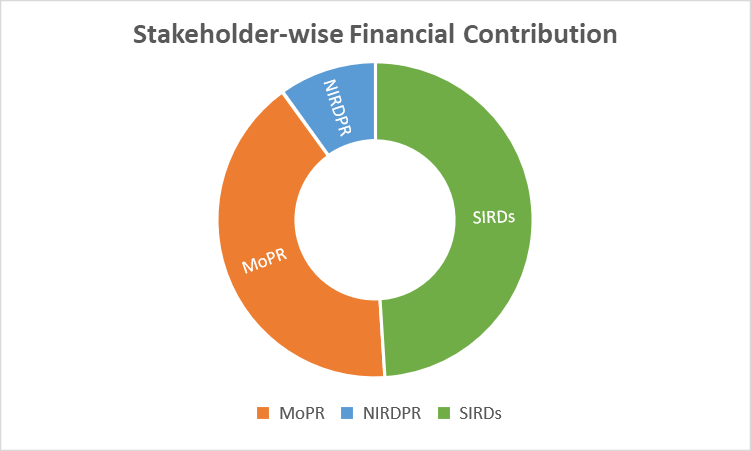 Stakeholder-wise Financial Contribution
NIRDPR
SIRDs
MoPR
MoPR NIRDPR SIRDs